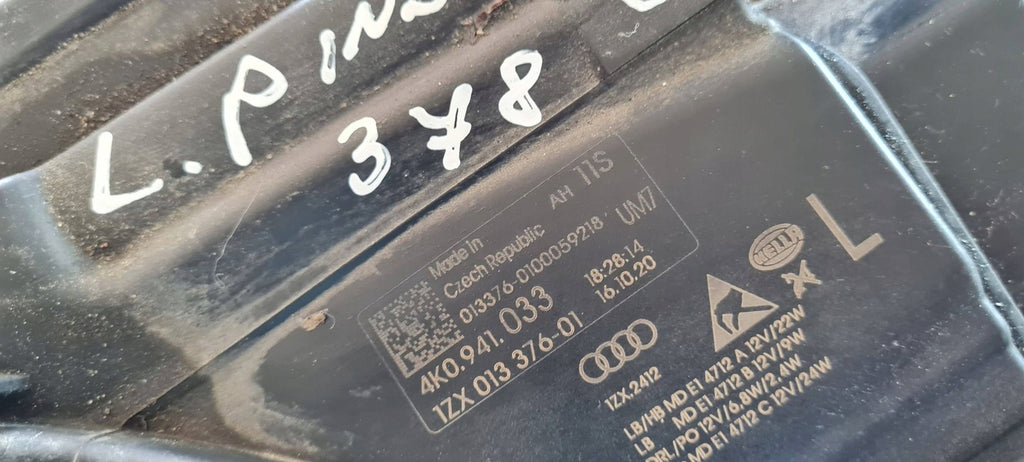 L.P INS
378
AH 11S
Made in
Czech Republic
013376-0100059218 UM7
4K0.941.033 18:28:14
1ZX 013 376-01 16.10.20
HELLA
L
1ZX.2412
LB/HB MD E1 4712 A 12V/22W
LB MD E1 4712 B 12V/9W
DRL/PO 12V/6.8W/2.4W
MD E1 4712 C 12V/24W